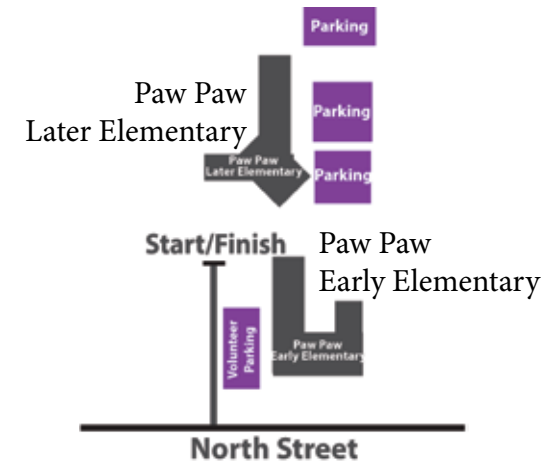 Parking
Paw Paw
Later Elementary
Parking
Paw Paw
Later Elementary
Parking
Start/Finish
Paw Paw
Early Elementary
Volunteer
Parking
Paw Paw
Early Elementary
North Street